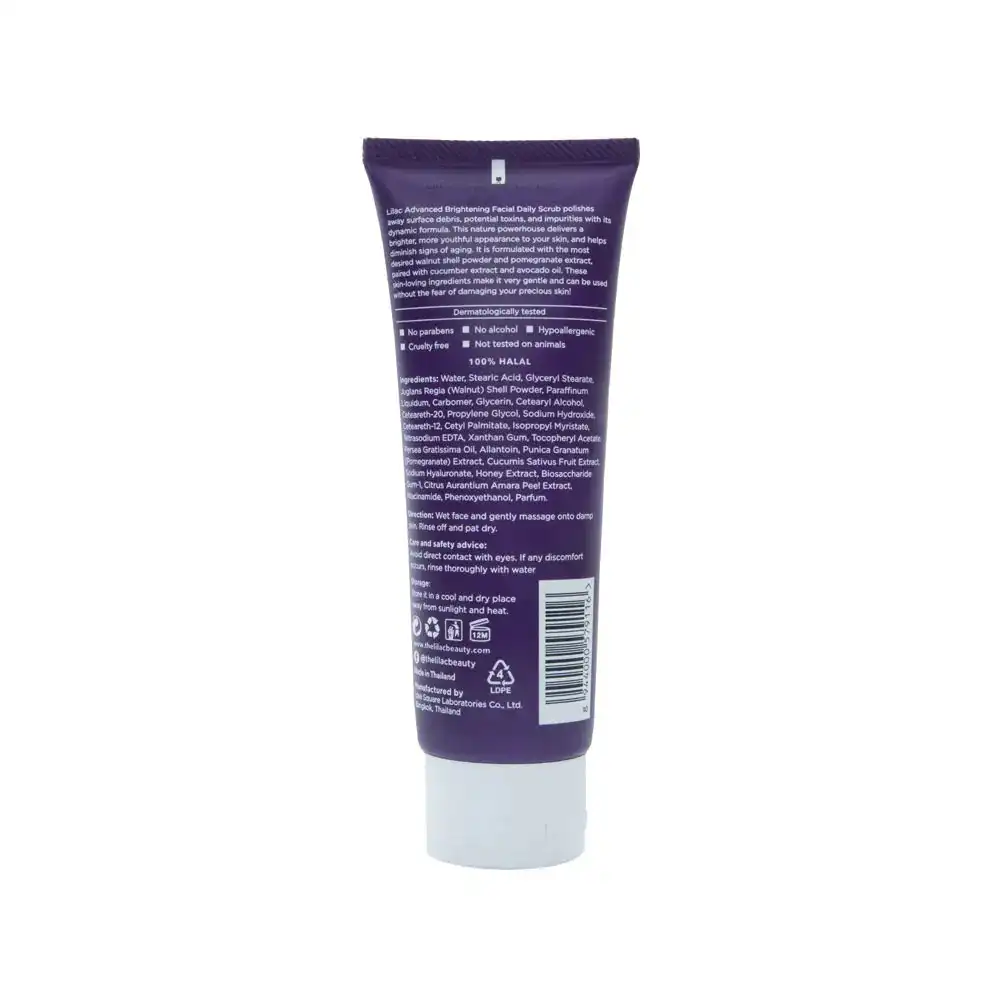 Lilac Advanced Brightening Facial Daily Scrub polishes
away surface debris, potential toxins, and impurities with its
dynamic formula. This nature powerhouse delivers a
brighter, more youthful appearance to your skin, and helps
diminish signs of aging. It is formulated with the most
desired walnut shell powder and pomegranate extract,
paired with cucumber extract and avocado oil. These
skin-loving ingredients make it very gentle and can be used
without the fear of damaging your precious skin!
Dermatologically tested
No parabens No alcohol Hypoallergenic
Cruelty free Not tested on animals
100% HALAL
Ingredients: Water, Stearic Acid, Glyceryl Stearate,
Juglans Regia (Walnut) Shell Powder, Paraffinum
Liquidum, Carbomer, Glycerin, Cetearyl Alcohol,
Ceteareth-20, Propylene Glycol, Sodium Hydroxide,
Ceteareth-12, Cetyl Palmitate, Isopropyl Myristate,
Tetrasodium EDTA, Xanthan Gum, Tocopheryl Acetate
Persea Gratissima Oil, Allantoin, Punica Granatum
(Pomegranate) Extract, Cucumis Sativus Fruit Extract,
Sodium Hyaluronate, Honey Extract, Biosaccharide
Gum-1, Citrus Aurantium Amara Peel Extract,
Niacinamide, Phenoxyethanol, Parfum.
Direction: Wet face and gently massage onto damp
skin. Rinse off and pat dry.
Care and safety advice:
Avoid direct contact with eyes. If any discomfort
occurs, rinse thoroughly with water
Storage:
Store it in a cool and dry place
away from sunlight and heat.
12M
www.thelilacbeauty.com
@thelilacbeauty
Made in Thailand
Manufactured by
Square Laboratories Co., Ltd.
Bangkok, Thailand
4
LDPE
8 944000 579116 >